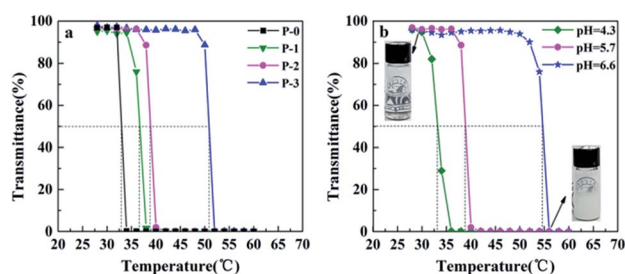 a
P-0
P-1
P-2
P-3
Transmittance(%)
100
80
60
40
20
0
20 25 30 35 40 45 50 55 60 65 70
Temperature(℃)
b
pH=4.3
pH=5.7
pH=6.6
Transmittance(%)
100
80
60
40
20
0
20 25 30 35 40 45 50 55 60 65 70
Temperature(℃)